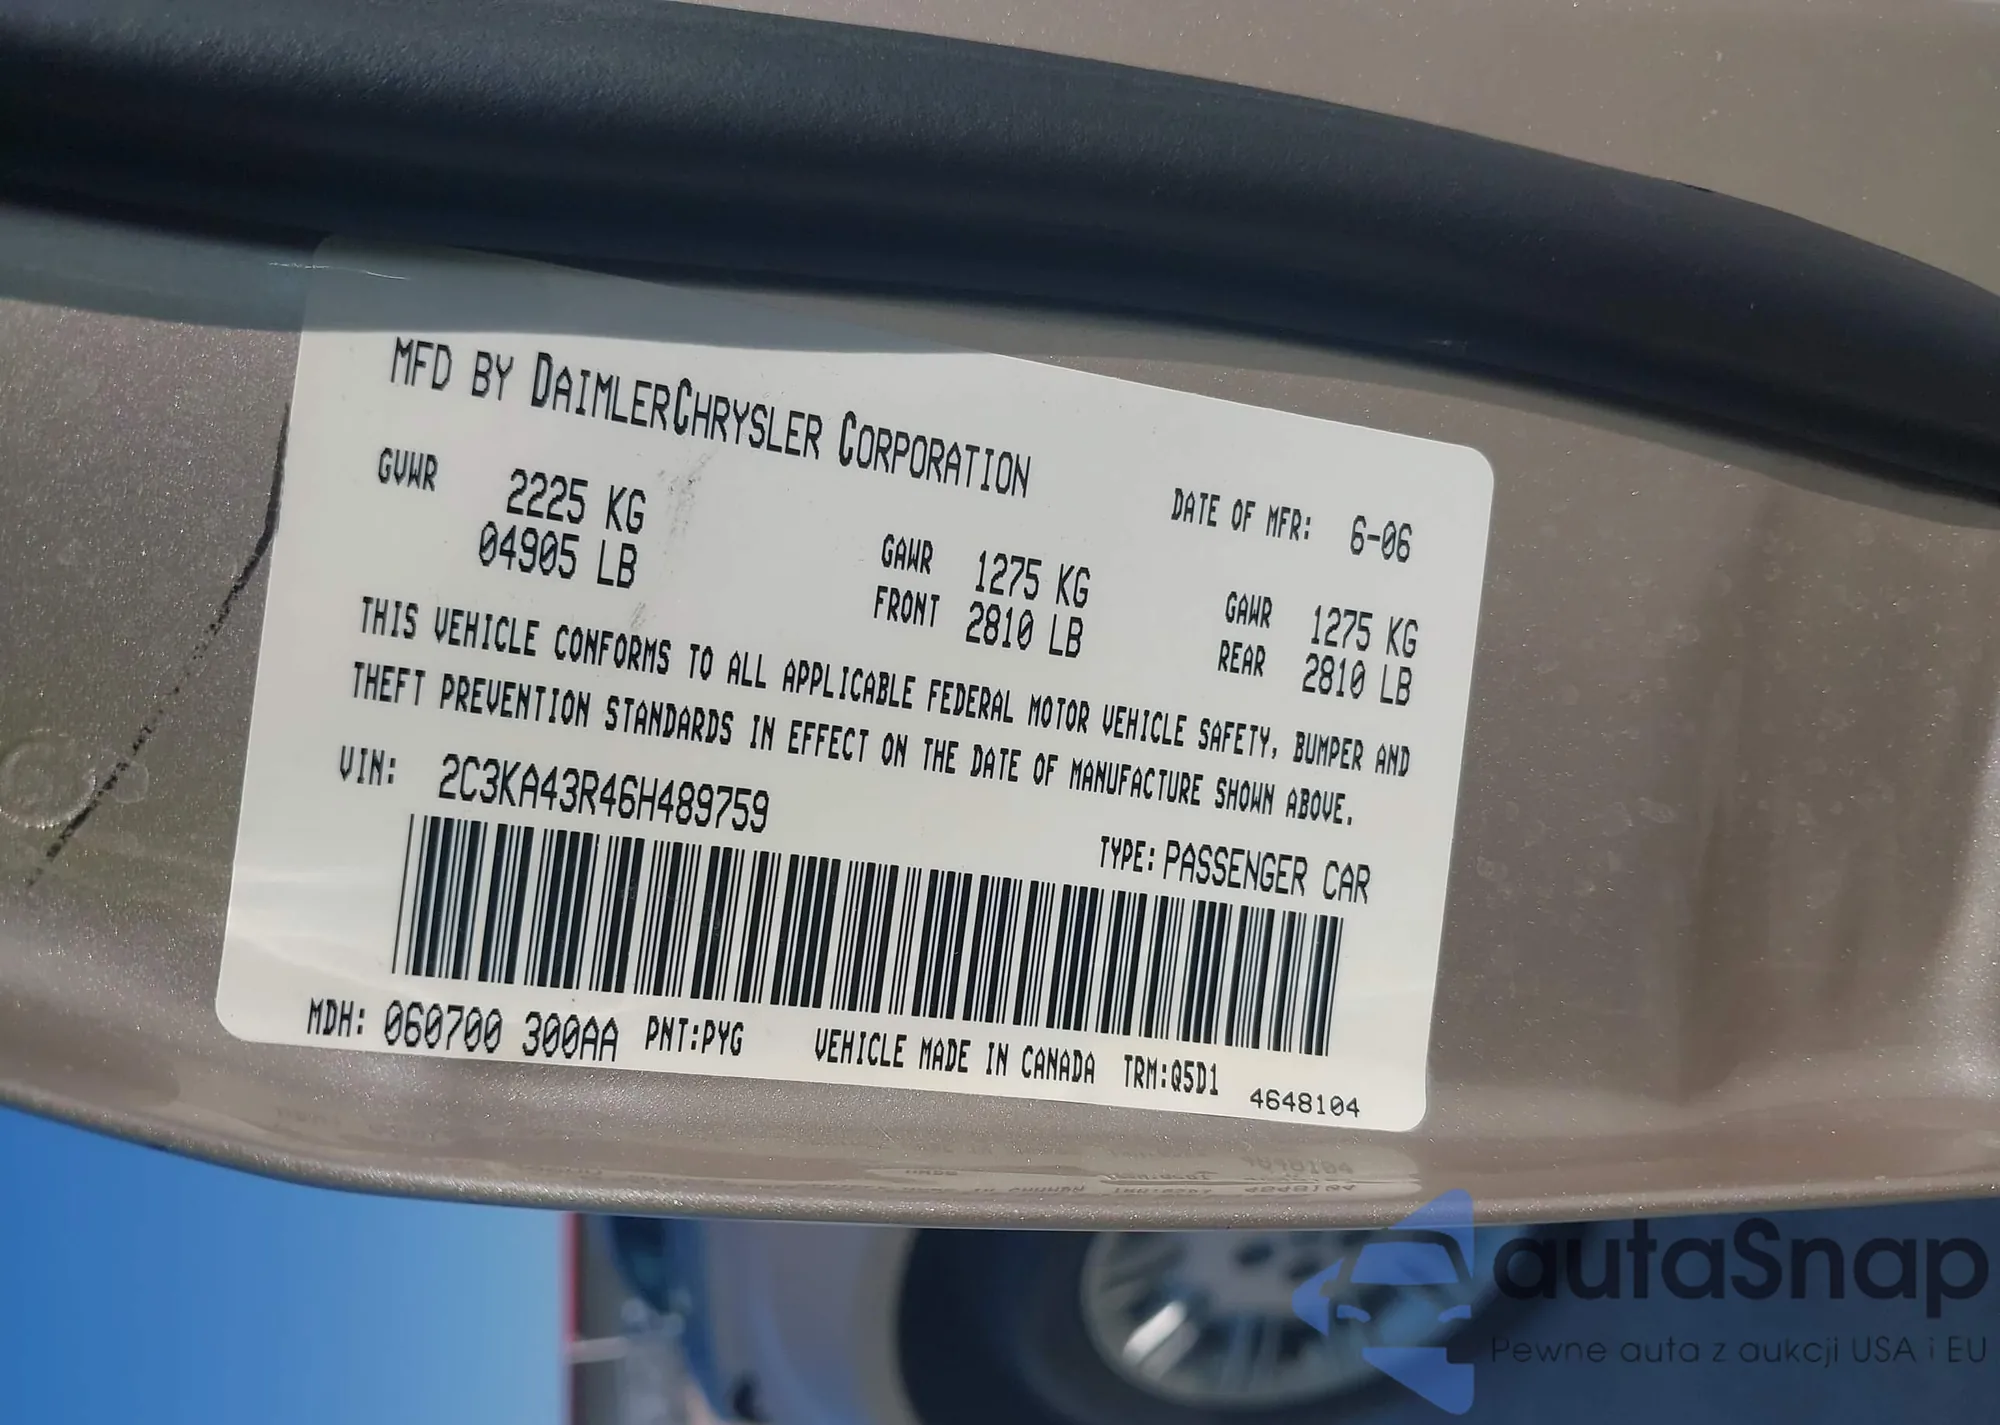 MFD BY DAIMLERCHRYSLER CORPORATION
DATE OF MFR: 6-06
GVWR 2225 KG
04905 LB
GAWR 1275 KG
FRONT 2810 LB
GAWR 1275 KG
REAR 2810 LB
THIS VEHICLE CONFORMS TO ALL APPLICABLE FEDERAL MOTOR VEHICLE SAFETY, BUMPER AND
THEFT PREVENTION STANDARDS IN EFFECT ON THE DATE OF MANUFACTURE SHOWN ABOVE.
VIN: 2C3KA43R46H489759
TYPE: PASSENGER CAR
MDH: 060700 300AA PNT:PYG VEHICLE MADE IN CANADA TRM:Q5D1 4648104
autaSnap
Pewne auta z aukcji USA i EU